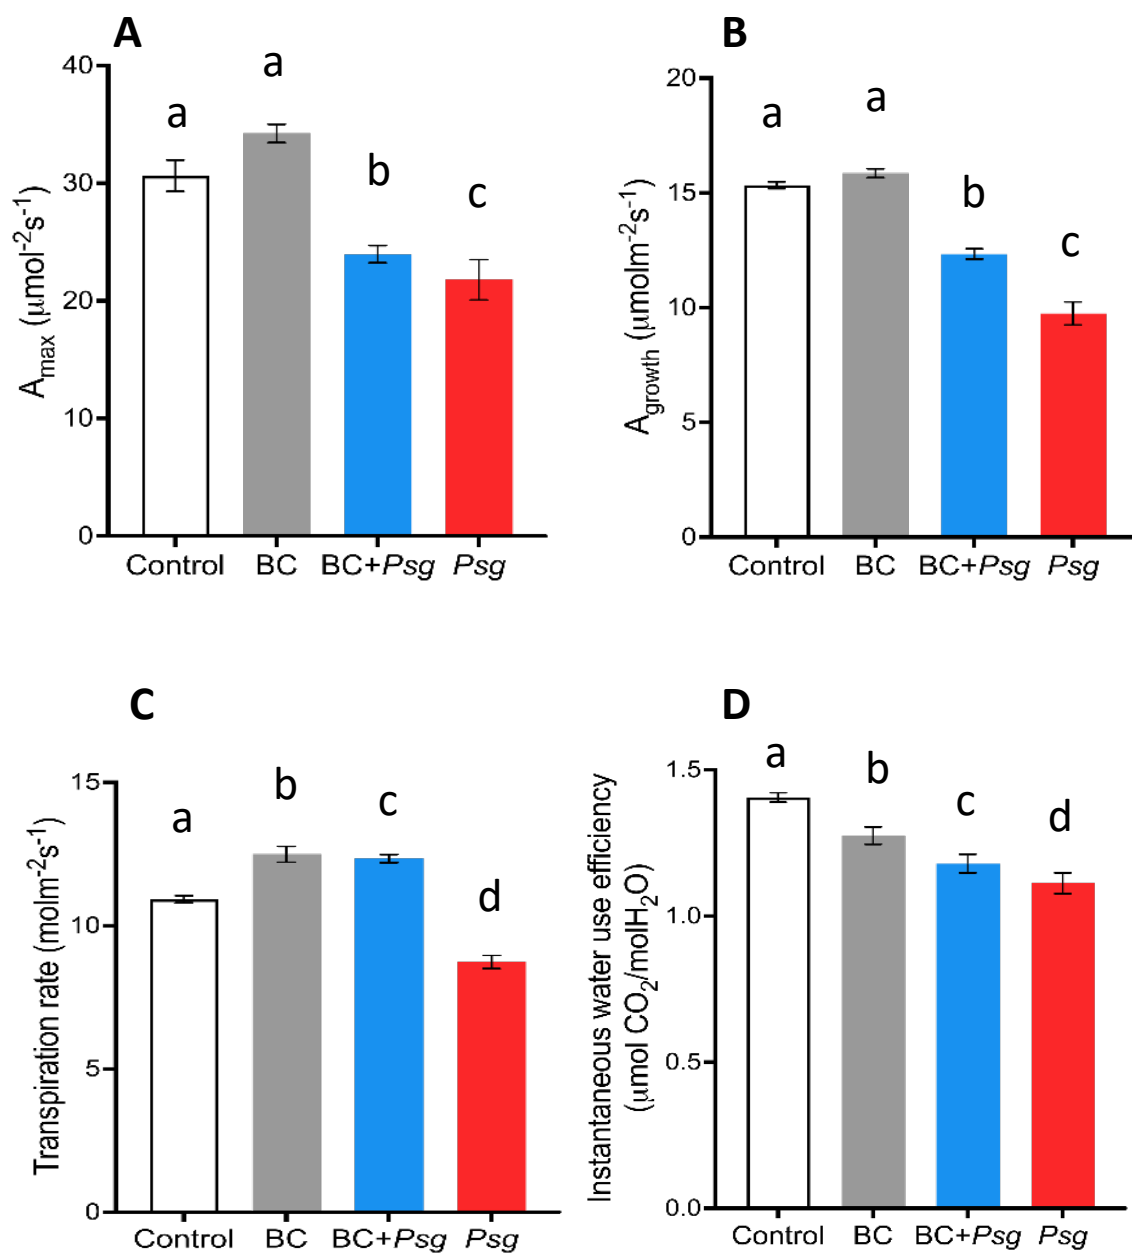 A
A_max (μmol⁻²s⁻¹)
40
30
20
10
0
a
a
b
c
Control BC BC+Psg Psg
B
A_growth (μmolm⁻²s⁻¹)
20
15
10
5
0
a
a
b
c
Control BC BC+Psg Psg
C
Transpiration rate (molm⁻²s⁻¹)
15
10
5
0
a
b
c
d
Control BC BC+Psg Psg
D
Instantaneous water use efficiency
(μmol CO₂/molH₂O)
1.5
1.0
0.5
0.0
a
b
c
d
Control BC BC+Psg Psg